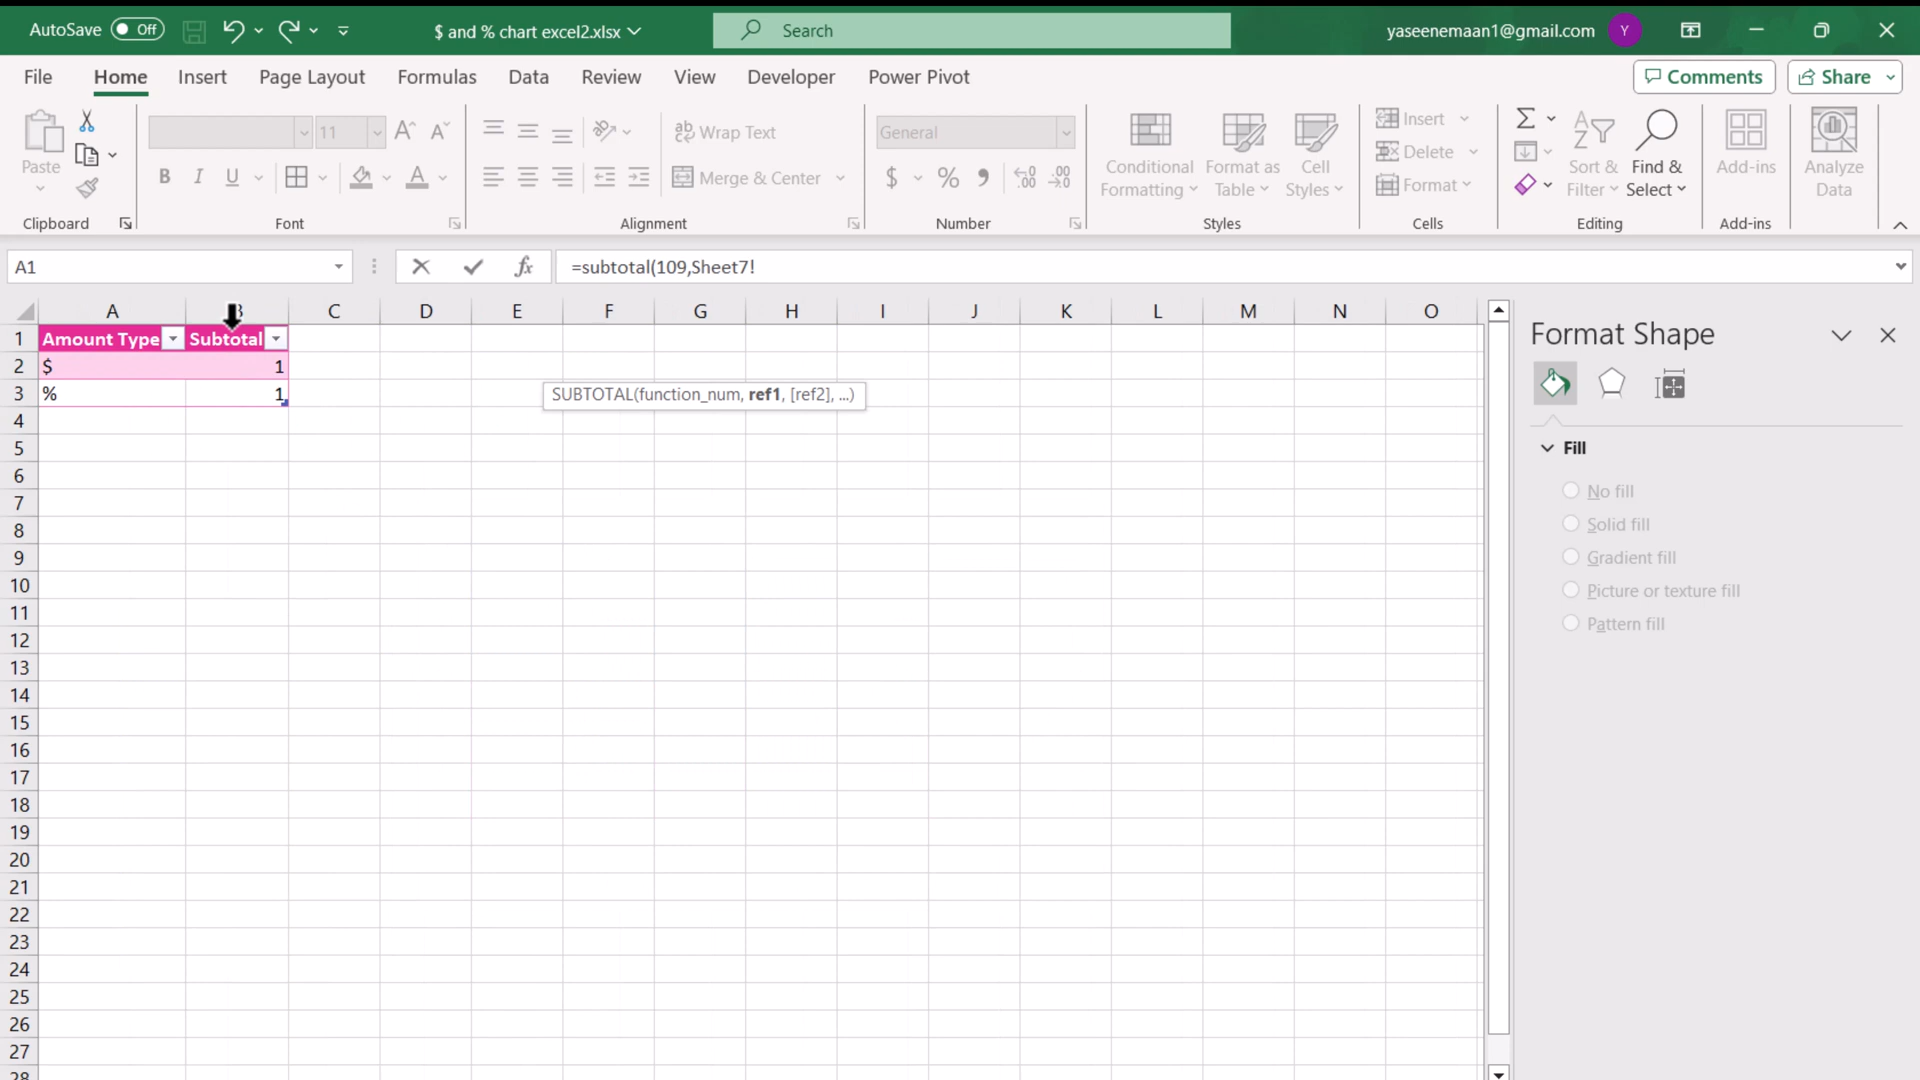 AutoSave Off $ and % chart excel2.xlsx Search yaseenemaan1@gmail.com Y
File Home Insert Page Layout Formulas Data Review View Developer Power Pivot Comments Share
Paste
Clipboard
11 A A
B I U A
Font
ab Wrap Text
Merge & Center
Alignment
General
$ %
Number
Conditional Formatting
Format as Table
Cell Styles
Styles
Insert
Delete
Format
Cells
Sort & Filter
Find & Select
Editing
Add-ins
Add-ins
Analyze Data
A1 fx =subtotal(109,Sheet7!
A B C D E F G H I J K L M N O
1 Amount Type Subtotal
2 $ 1
3 % 1
SUBTOTAL(function_num, ref1, [ref2], ...)
4
5
6
7
8
9
10
11
12
13
14
15
16
17
18
19
20
21
22
23
24
25
26
27
28
Format Shape
Fill
No fill
Solid fill
Gradient fill
Picture or texture fill
Pattern fill